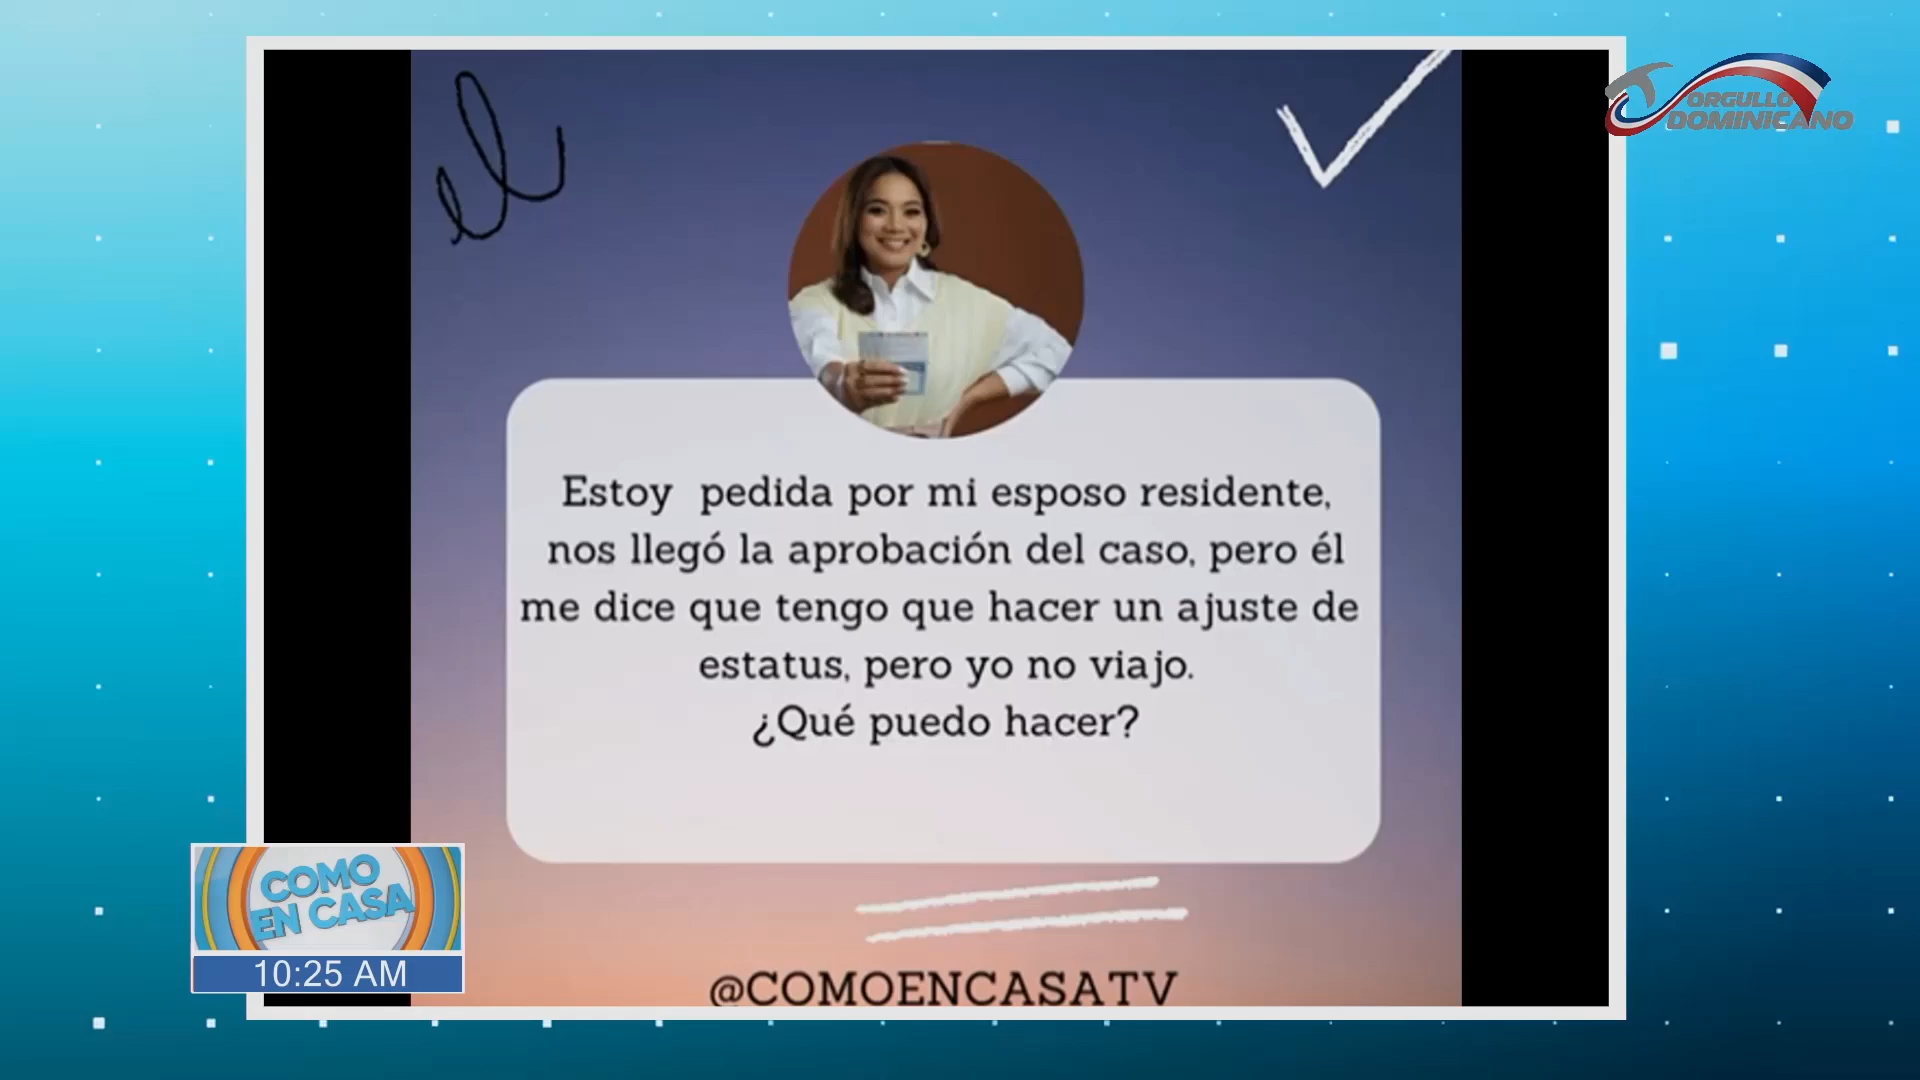 ORGULLO
DOMINICANO
el
Estoy pedida por mi esposo residente,
nos llegó la aprobación del caso, pero él
me dice que tengo que hacer un ajuste de
estatus, pero yo no viajo.
¿Qué puedo hacer?
@COMOENCASATV
COMO
EN CASA
10:25 AM